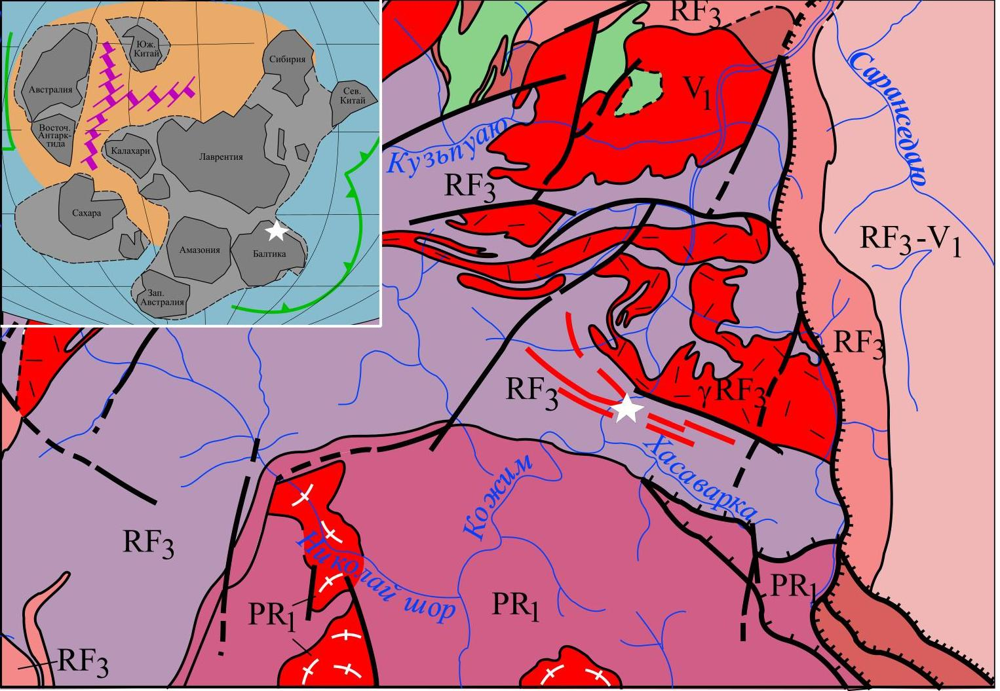 Юж.
Китай
Сибирия
Австралия
Сев.
Китай
Восточ.
Антарк-
тида
Калахари
Лаврентия
Сахара
Амазония
Балтика
Зап.
Австралия
RF3
V1
Сарanседаю
Кузьпуаю
RF3
RF3-V1
RF3
RF3
γRF3
Хасаварка
Кожим
RF3
Николай шор
PR1
PR1
PR1
RF3